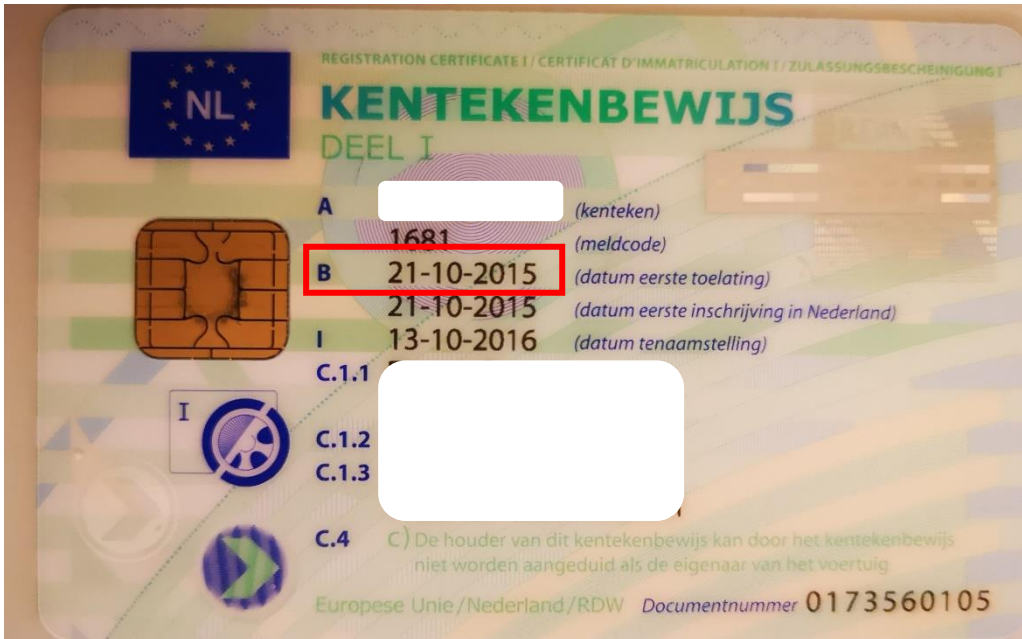 REGISTRATION CERTIFICATE I / CERTIFICAT D'IMMATRICULATION I / ZULASSUNGSBESCHEINIGUNG I
NL
KENTEKENBEWIJS
DEEL I
A (kenteken)
1681 (meldcode)
B 21-10-2015 (datum eerste toelating)
21-10-2015 (datum eerste inschrijving in Nederland)
I 13-10-2016 (datum tenaamstelling)
C.1.1
I
C.1.2
C.1.3
C.4 C) De houder van dit kentekenbewijs kan door het kentekenbewijs
niet worden aangeduid als de eigenaar van het voertuig
Europese Unie/Nederland/RDW Documentnummer 0173560105